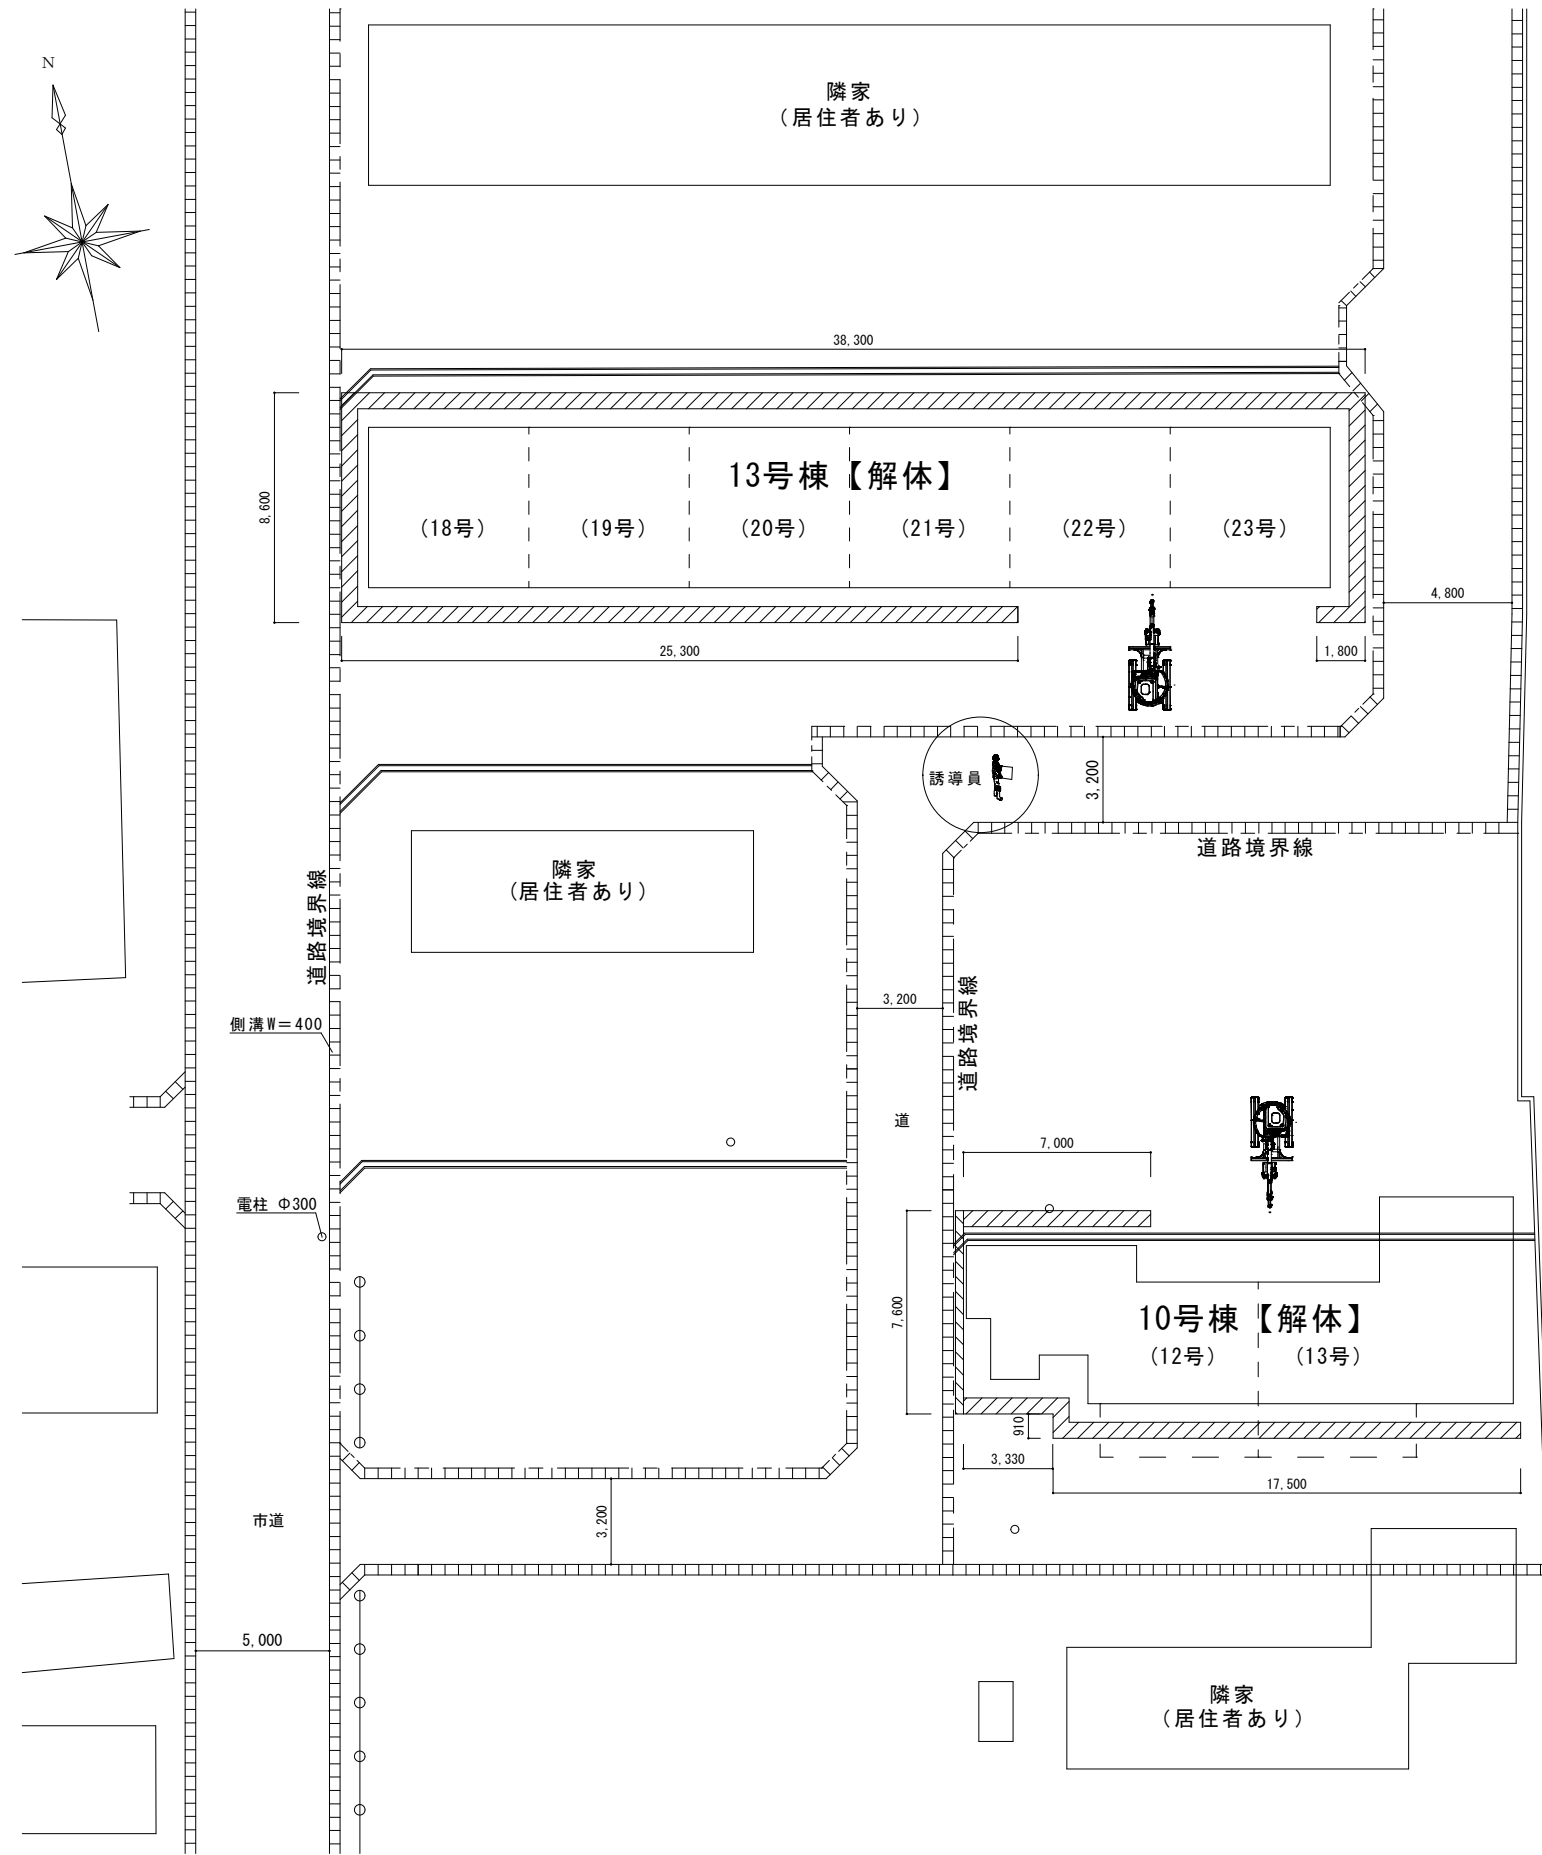 N
隣家
(居住者あり)
38,300
8,600
13号棟【解体】
(18号)
(19号)
(20号)
(21号)
(22号)
(23号)
4,800
25,300
1,800
誘導員
3,200
道路境界線
隣家
(居住者あり)
道路境界線
3,200
道路境界線
側溝W=400
道
7,000
電柱 Φ300
7,600
10号棟【解体】
(12号)
(13号)
910
3,330
17,500
3,200
市道
5,000
隣家
(居住者あり)